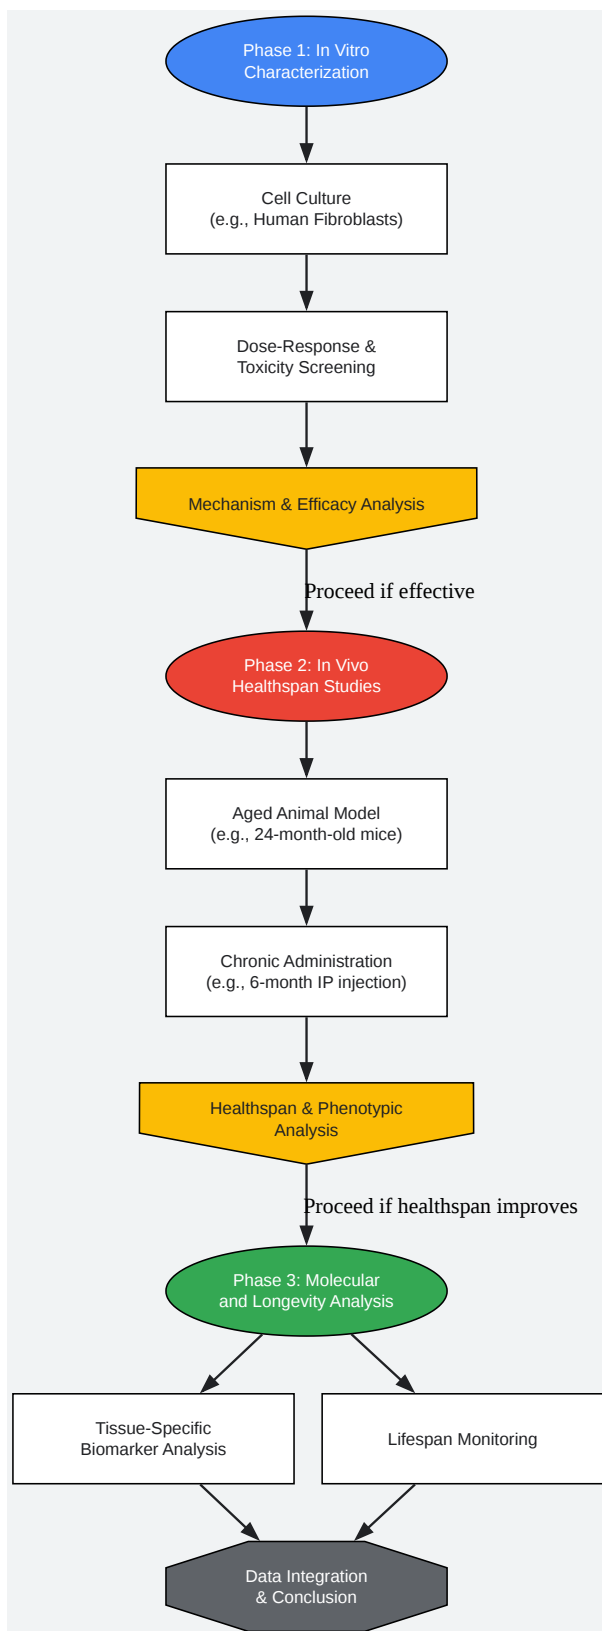 Phase 1: In Vitro
Characterization
Cell Culture
(e.g., Human Fibroblasts)
Dose-Response &
Toxicity Screening
Mechanism & Efficacy Analysis
Proceed if effective
Phase 2: In Vivo
Healthspan Studies
Aged Animal Model
(e.g., 24-month-old mice)
Chronic Administration
(e.g., 6-month IP injection)
Healthspan & Phenotypic
Analysis
Proceed if healthspan improves
Phase 3: Molecular
and Longevity Analysis
Tissue-Specific
Biomarker Analysis
Lifespan Monitoring
Data Integration
& Conclusion